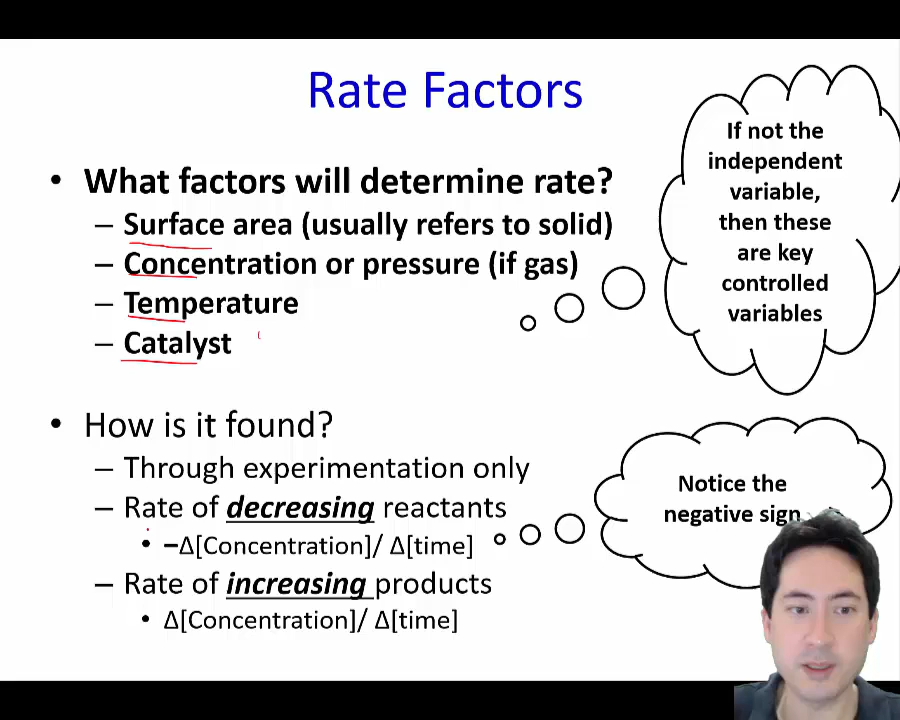 Rate Factors
• What factors will determine rate?
– Surface area (usually refers to solid)
– Concentration or pressure (if gas)
– Temperature
– Catalyst
If not the
independent
variable,
then these
are key
controlled
variables
• How is it found?
– Through experimentation only
– Rate of decreasing reactants
• –Δ[Concentration]/ Δ[time]
– Rate of increasing products
• Δ[Concentration]/ Δ[time]
Notice the
negative sign